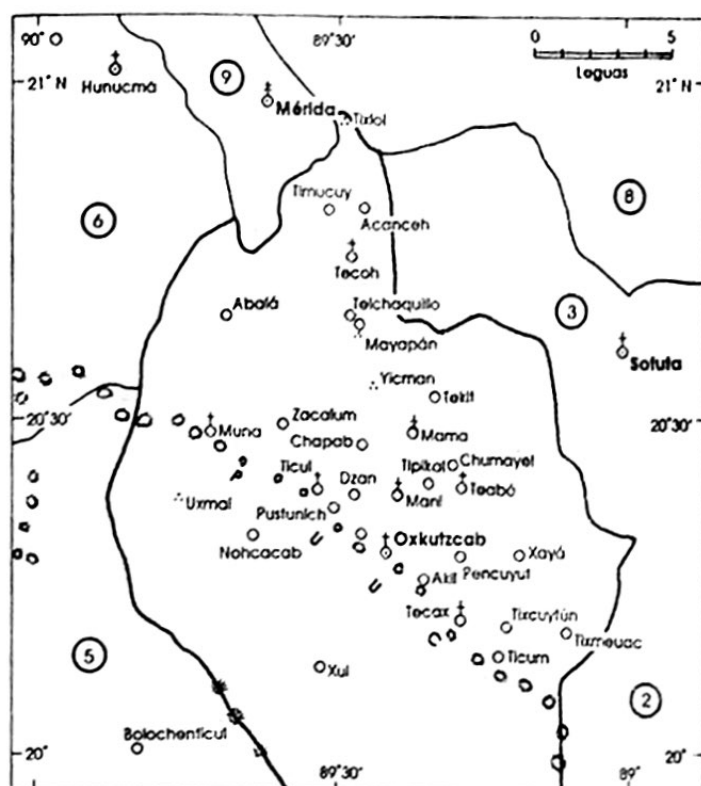 90°
89°30'
0 5
Leguas
21° N
21° N
9
Hunucmá
Mérida
Tixlol
8
6
Timucuy
Acanceh
Tecoh
Abalá
Telchaquillo
3
Mayapán
Sotuta
Yicman
Tekit
20°30'
20°30'
Muna
Zacalum
Mama
Chapab
Chumayel
Ticul
Dzan
Tipikal
Uxmal
Maní
Teabó
Pustunich
Nohcacab
Oxkutzcab
Xayá
Akil
Pencuyut
Tecax
Tixcuytún
Tixmeuac
5
Xul
Ticum
2
Bolochenticul
20°
20°
89°30'
89°